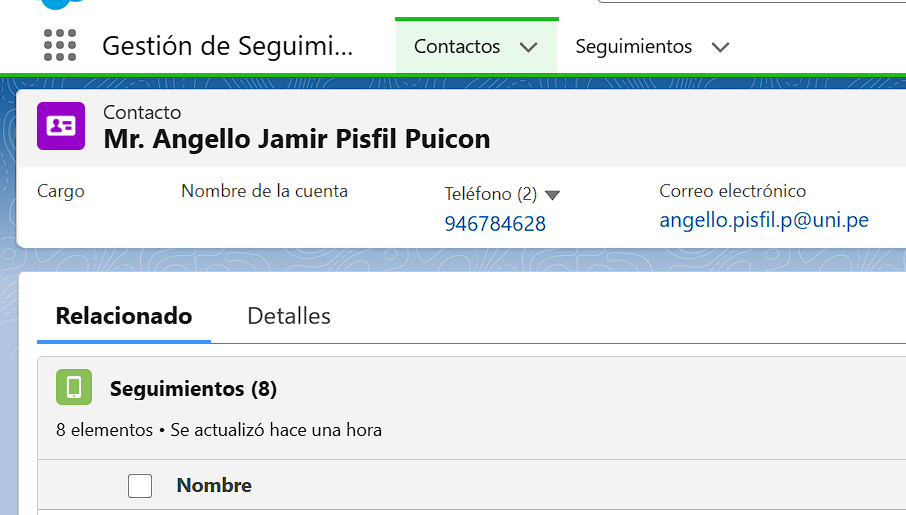 Gestión de Seguimi...
Contactos
Seguimientos
Contacto
Mr. Angello Jamir Pisfil Puicon
Cargo
Nombre de la cuenta
Teléfono (2)
Correo electrónico
946784628
angello.pisfil.p@uni.pe
Relacionado
Detalles
Seguimientos (8)
8 elementos • Se actualizó hace una hora
Nombre